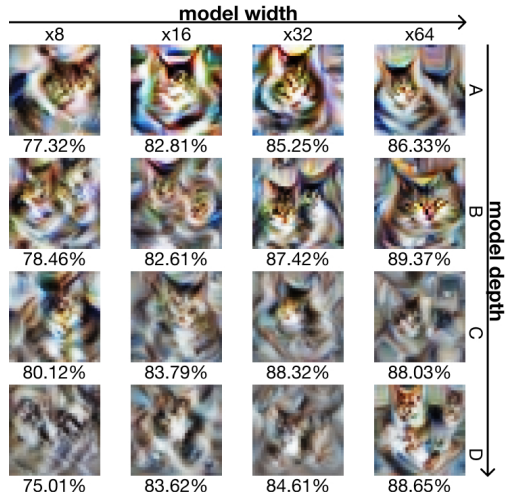 model width
x8 x16 x32 x64
A
77.32% 82.81% 85.25% 86.33%
B
78.46% 82.61% 87.42% 89.37%
model depth
C
80.12% 83.79% 88.32% 88.03%
D
75.01% 83.62% 84.61% 88.65%